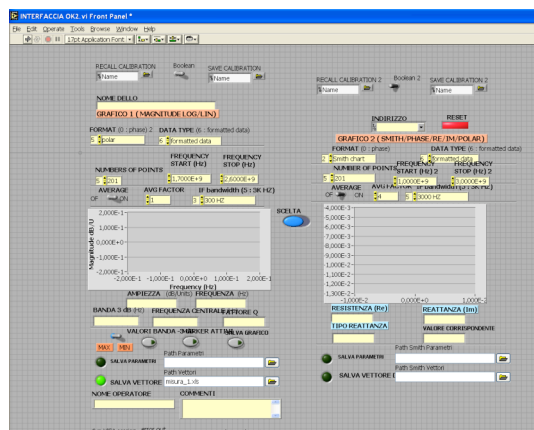 INTERFACCIA OK2.vi Front Panel *
File Edit Operate Tools Browse Window Help
17pt Application Font
RECALL CALIBRATION Boolean SAVE CALIBRATION
%Name %Name
RECALL CALIBRATION 2 Boolean 2 SAVE CALIBRATION 2
%Name %Name
NOME DELLO
GRAFICO 1 ( MAGNITUDE LOG/LIN)
INDIRIZZO RESET
GRAFICO 2 ( SMITH/PHASE/RE/IM/POLAR)
FORMAT (0 : phase) 2 DATA TYPE (6 : formatted data)
5 polar 6 formatted data)
FORMAT (0 : phase) DATA TYPE (6 : formatted data)
2 Smith chart 6 formatted data)
NUMBERS OF POINTS FREQUENCY START (Hz) FREQUENCY STOP (Hz)
5 201 1,7000E+9 2,6000E+9
NUMBER OF POINTS FREQUENCY START (Hz) 2 FREQUENCY STOP (Hz) 2
5 201 1,0000E+9 3,0000E+9
AVERAGE AVG FACTOR IF bandwidth (5 : 3K HZ)
OF ON 1 3 300 HZ
AVERAGE AVG FACTOR IF bandwidth (5 : 3K HZ)
OF ON 4 5 3000 HZ
SCELTA
Magnitude dB/U
2,000E-1
1,000E-1
0,000E+0
-1,000E-1
-2,000E-1
-2,000E-1 -1,000E-1 0,000E+0 1,000E-1 2,000E-1
Frequency (Hz)
-4,000E-3
-5,000E-3
-6,000E-3
-7,000E-3
-8,000E-3
-9,000E-3
-1,000E-2
-1,100E-2
-1,200E-2
-1,300E-2
-1,000E-2 0,000E+0 1,000E-2
AMPIEZZA (dB/Units) FREQUENZA (Hz)
BANDA 3 dB (HZ) FREQUENZA CENTRALE FATTORE Q
VALORI BANDA -3dB MARKER ATTIVI SALVA GRAFICO
MAX MIN
RESISTENZA (Re) REATTANZA (Im)
TIPO REATTANZA VALORE CORRISPONDENTE
Path Parametri
SALVA PARAMETRI
Path Vettori
SALVA VETTORE misura_1.xls
Path Smith Parametri
SALVA PARAMETRI
Path Smith Vettori
SALVA VETTORE
NOME OPERATORE COMMENTI